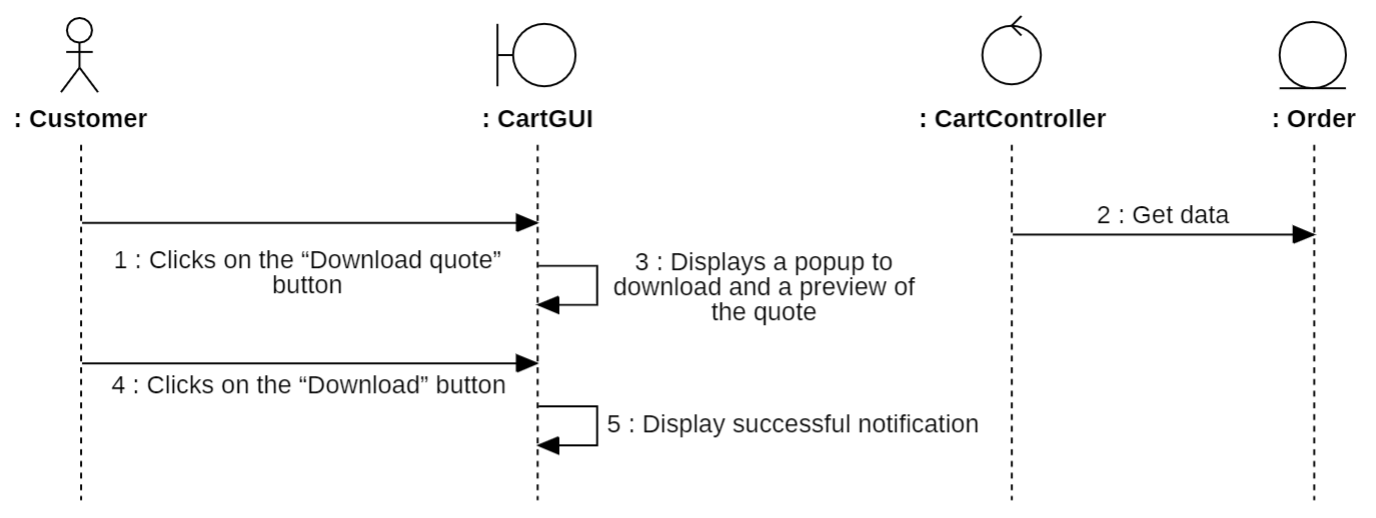 : Customer
: CartGUI
: CartController
: Order
2 : Get data
1 : Clicks on the “Download quote”
button
3 : Displays a popup to
download and a preview of
the quote
4 : Clicks on the “Download” button
5 : Display successful notification